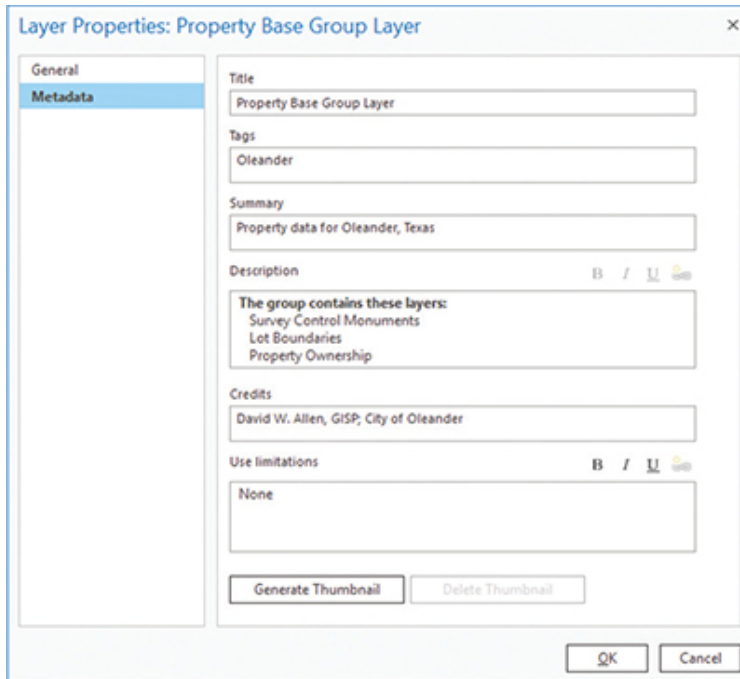 Layer Properties: Property Base Group Layer
General
Metadata
Title
Property Base Group Layer
Tags
Oleander
Summary
Property data for Oleander, Texas
Description
B I U
The group contains these layers:
Survey Control Monuments
Lot Boundaries
Property Ownership
Credits
David W. Allen, GISP; City of Oleander
Use limitations
B I U
None
Generate Thumbnail
Delete Thumbnail
OK
Cancel